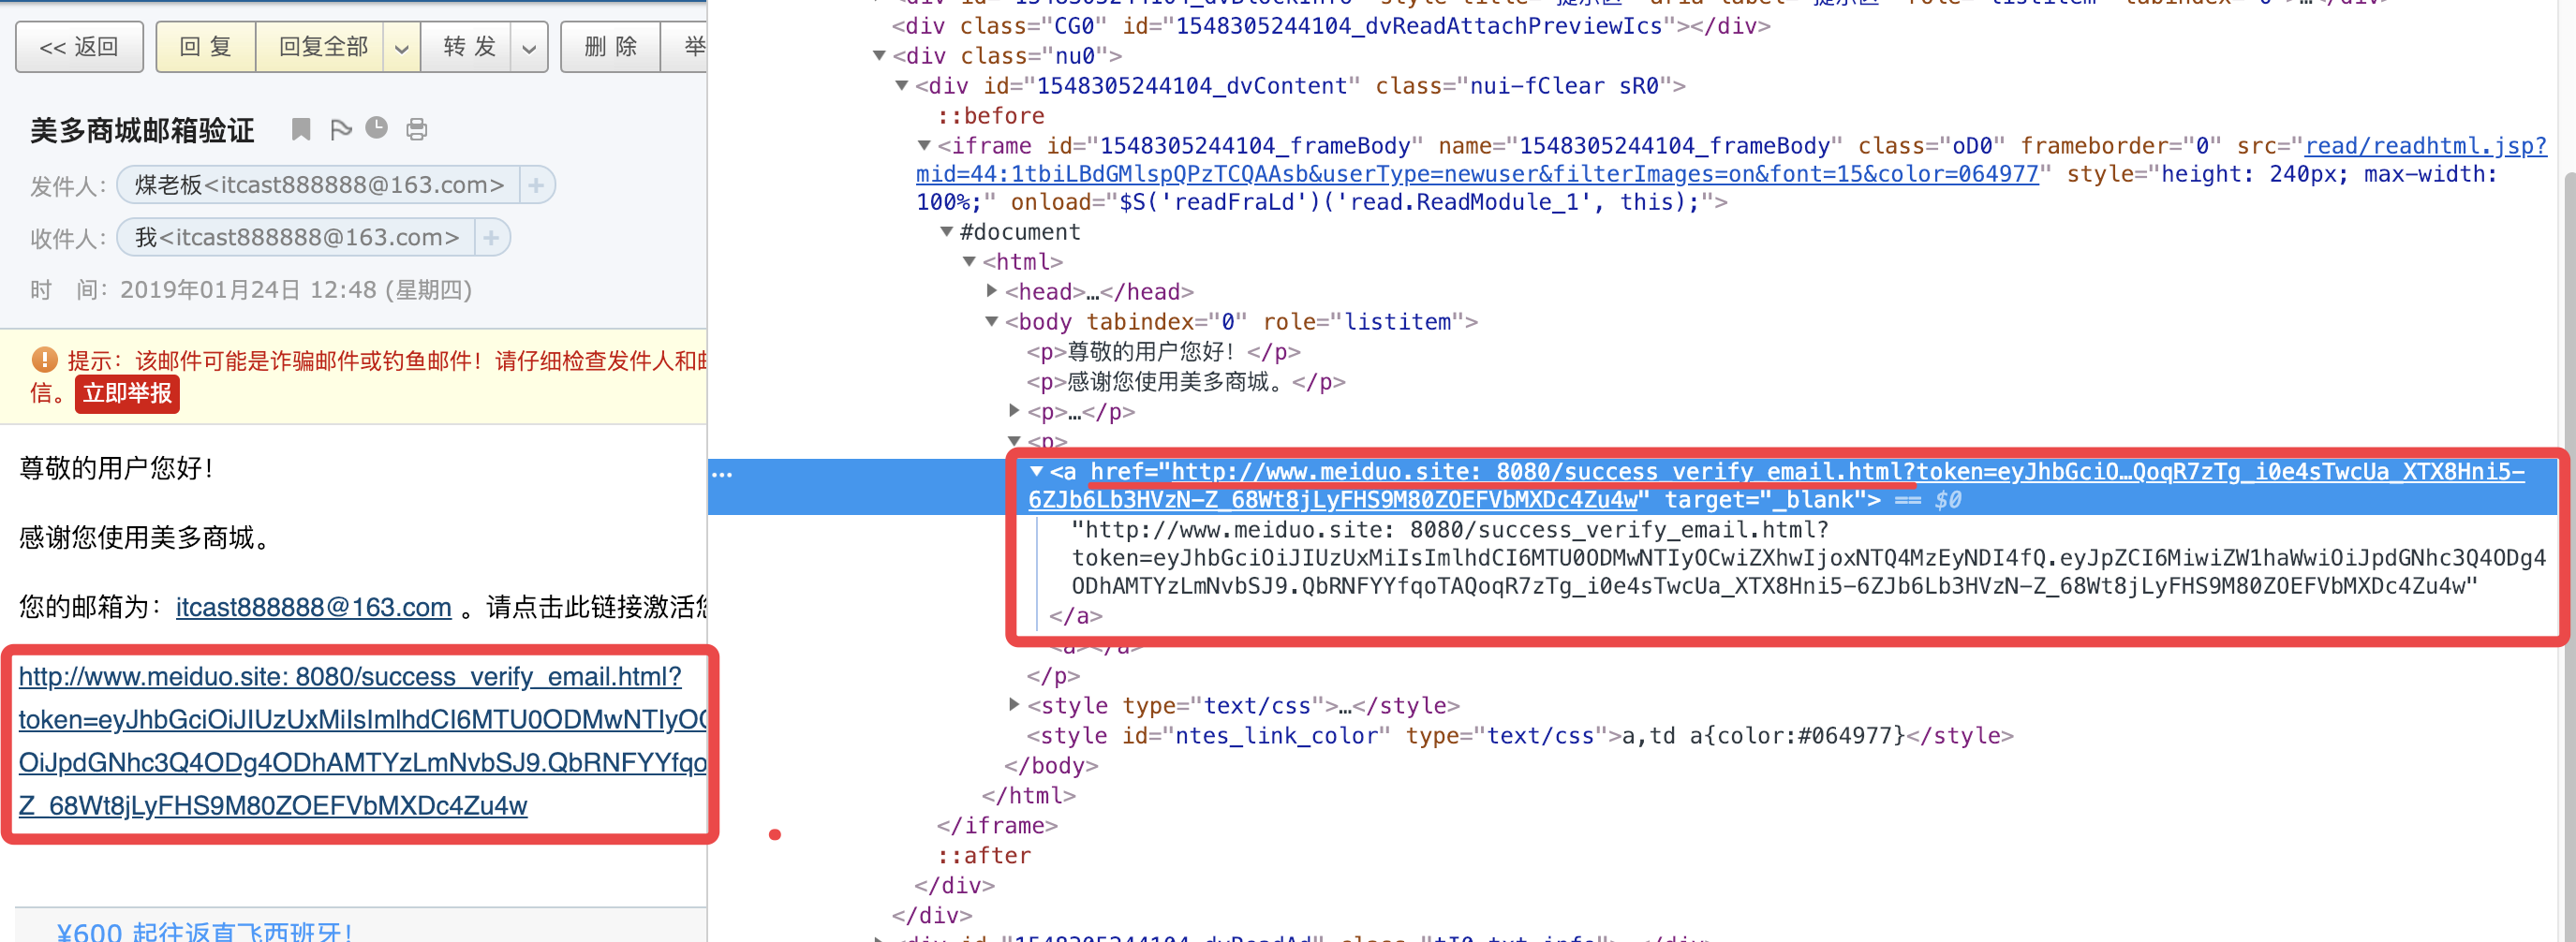 << 返回
回 复
回复全部
转 发
删 除
美多商城邮箱验证
发件人：
煤老板<itcast888888@163.com>
+
收件人：
我<itcast888888@163.com>
+
时 间：
2019年01月24日 12:48 (星期四)
提示：该邮件可能是诈骗邮件或钓鱼邮件！请仔细检查发件人和
信。 立即举报
尊敬的用户您好！
感谢您使用美多商城。
您的邮箱为：itcast888888@163.com 。请点击此链接激活
http://www.meiduo.site: 8080/success_verify_email.html?
token=eyJhbGciOiJIUzUxMiIsImlhdCI6MTU0ODMwNTIyOC
OiJpdGNhc3Q4ODg4ODhAMTYzLmNvbSJ9.QbRNFYYfqo
Z_68Wt8jLyFHS9M80ZOEFVbMXDc4Zu4w
¥600 起往返直飞西班牙！
<div class="CG0" id="1548305244104_dvReadAttachPreviewIcs"></div>
▼<div class="nu0">
▼<div id="1548305244104_dvContent" class="nui-fClear sR0">
::before
▼<iframe id="1548305244104_frameBody" name="1548305244104_frameBody" class="oD0" frameborder="0" src="read/readhtml.jsp?
mid=44:1tbiLBdGMlspQPzTCQAAsb&userType=newuser&filterImages=on&font=15&color=064977" style="height: 240px; max-width:
100%;" onload="$S('readFraLd')('read.ReadModule_1', this);">
▼#document
▼<html>
▶<head>…</head>
▼<body tabindex="0" role="listitem">
<p>尊敬的用户您好！</p>
<p>感谢您使用美多商城。</p>
▶<p>…</p>
▼<p>
…
▼<a href="http://www.meiduo.site: 8080/success_verify_email.html?token=eyJhbGciO…QoqR7zTg_i0e4sTwcUa_XTX8Hni5-
6ZJb6Lb3HVzN-Z_68Wt8jLyFHS9M80ZOEFVbMXDc4Zu4w" target="_blank"> == $0
"http://www.meiduo.site: 8080/success_verify_email.html?
token=eyJhbGciOiJIUzUxMiIsImlhdCI6MTU0ODMwNTIyOCwiZXhwIjoxNTQ4MzEyNDI4fQ.eyJpZCI6MiwiZW1haWwiOiJpdGNhc3Q4ODg4
ODhAMTYzLmNvbSJ9.QbRNFYYfqoTAQoqR7zTg_i0e4sTwcUa_XTX8Hni5-6ZJb6Lb3HVzN-Z_68Wt8jLyFHS9M80ZOEFVbMXDc4Zu4w"
</a>
<a></a>
</p>
▶<style type="text/css">…</style>
<style id="ntes_link_color" type="text/css">a,td a{color:#064977}</style>
</body>
</html>
</iframe>
::after
</div>
</div>